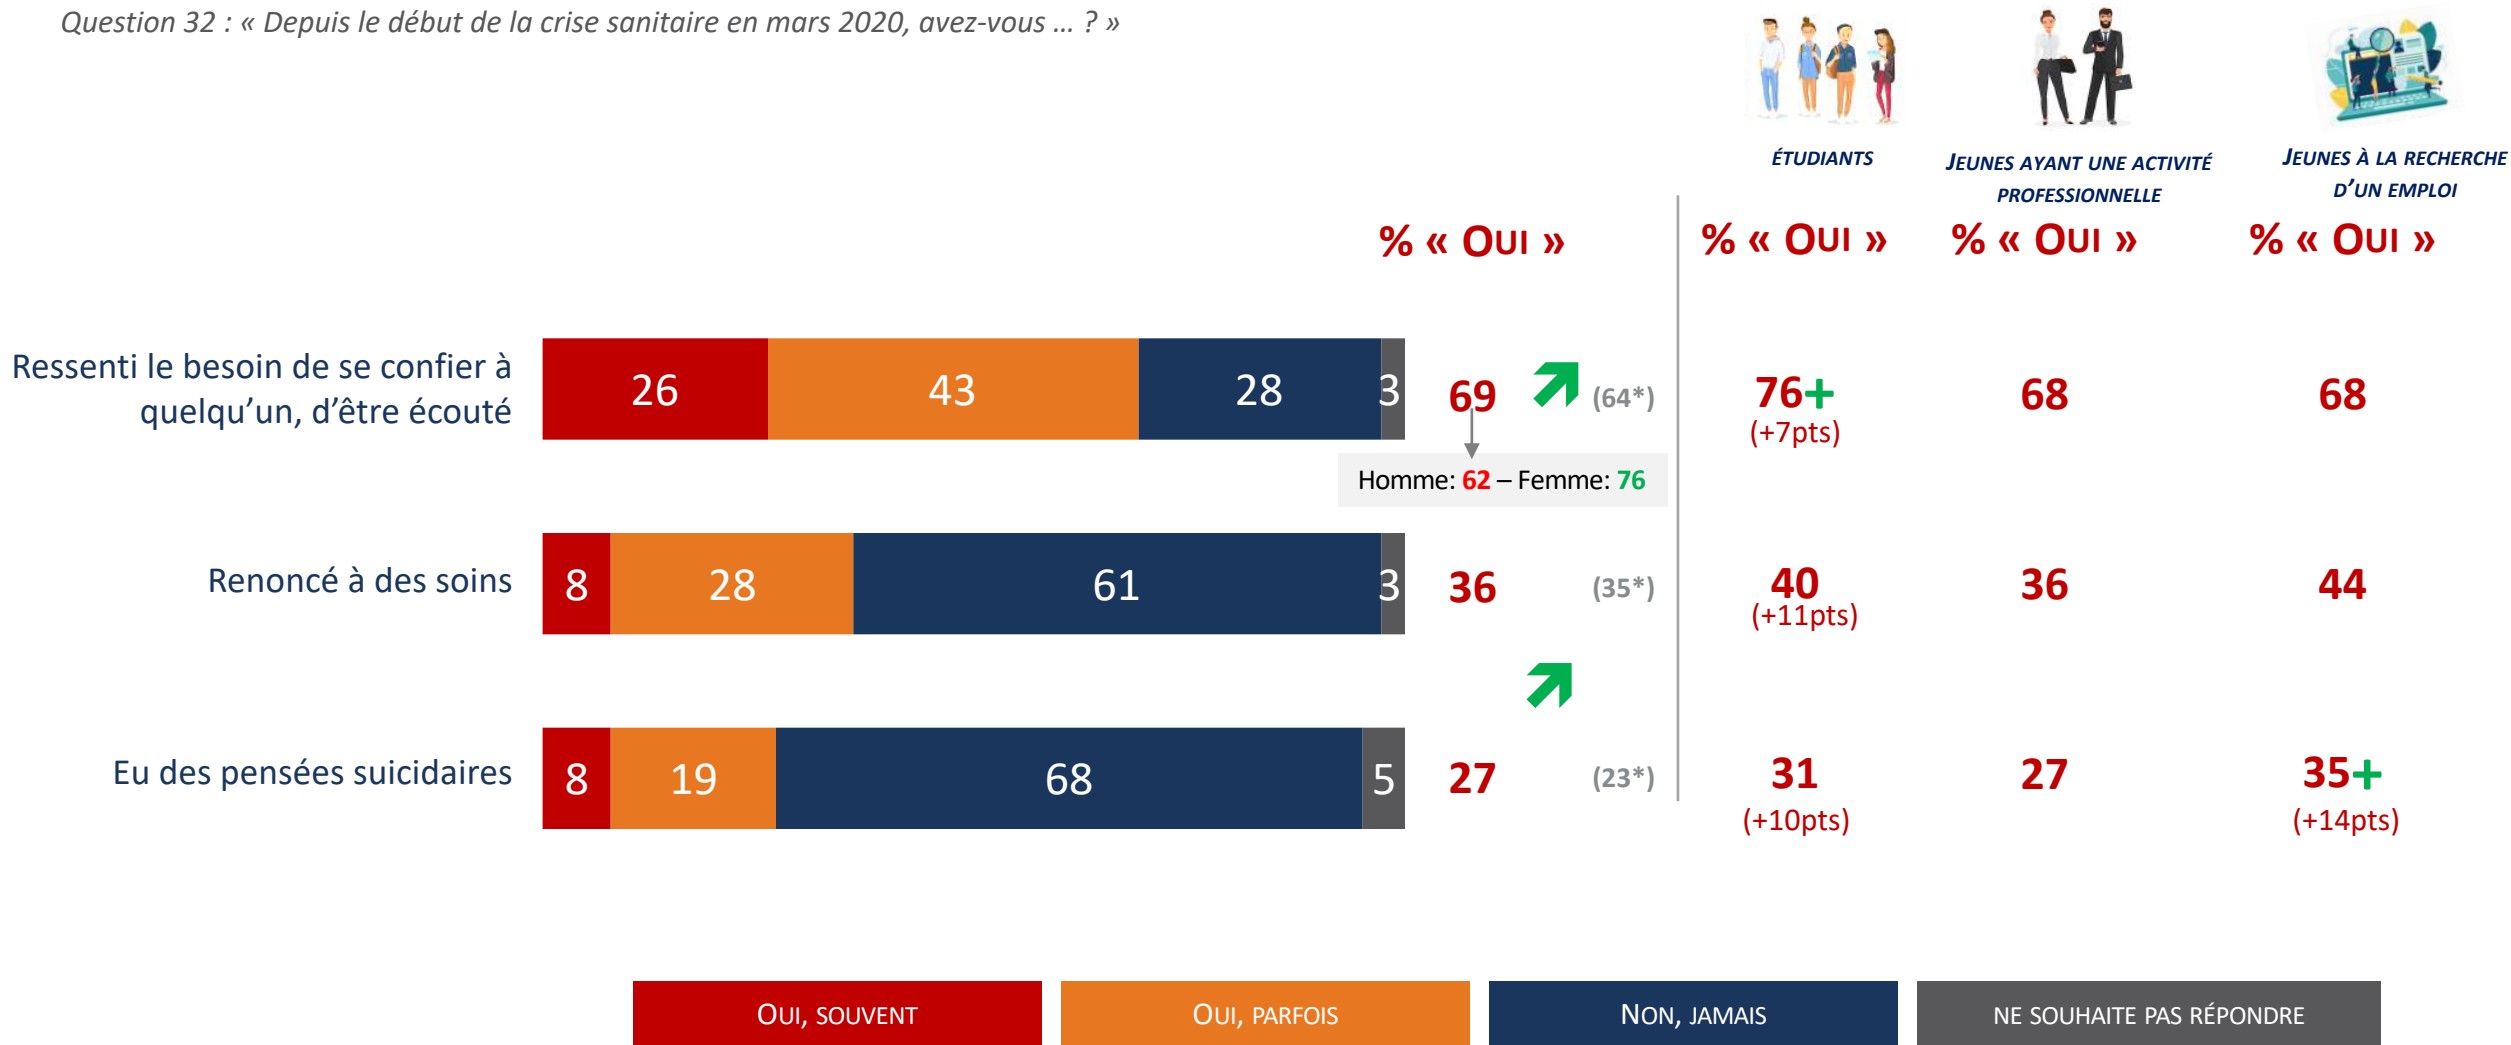 Question 32 : « Depuis le début de la crise sanitaire en mars 2020, avez-vous … ? »
ÉTUDIANTS
JEUNES AYANT UNE ACTIVITÉ
PROFESSIONNELLE
JEUNES À LA RECHERCHE
D’UN EMPLOI
% « OUI »
% « OUI »
% « OUI »
% « OUI »
Ressenti le besoin de se confier à
quelqu’un, d’être écouté
26 43 28 3
69 (64*)
76+ 68 68
(+7pts)
Homme: 62 – Femme: 76
Renoncé à des soins
8 28 61 3
36 (35*)
40 36 44
(+11pts)
Eu des pensées suicidaires
8 19 68 5
27 (23*)
31 27 35+
(+10pts) (+14pts)
OUI, SOUVENT
OUI, PARFOIS
NON, JAMAIS
NE SOUHAITE PAS RÉPONDRE